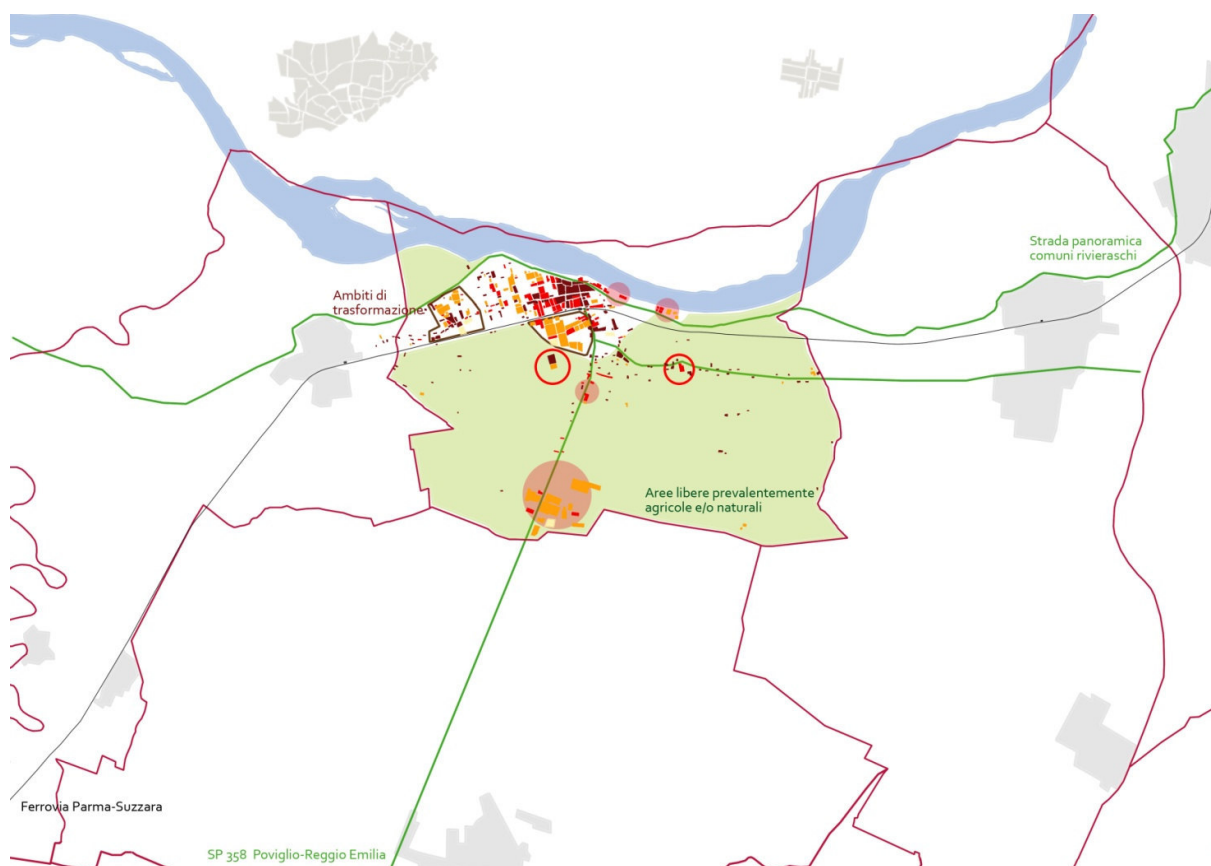 Strada panoramica
comuni rivieraschi
Ambiti di
trasformazione
Aree libere prevalentemente
agricole e/o naturali
Ferrovia Parma-Suzzara
SP 358 Poviglio-Reggio Emilia